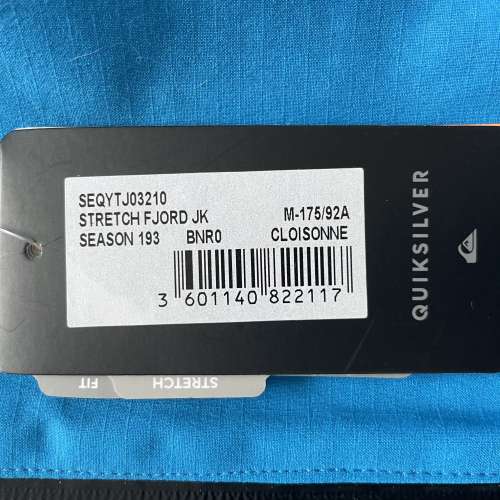 SEQYTJ03210
STRETCH FJORD JK M-175/92A
SEASON 193 BNR0 CLOISONNE
3 601140 822117
QUIKSILVER
STRETCH
FIT